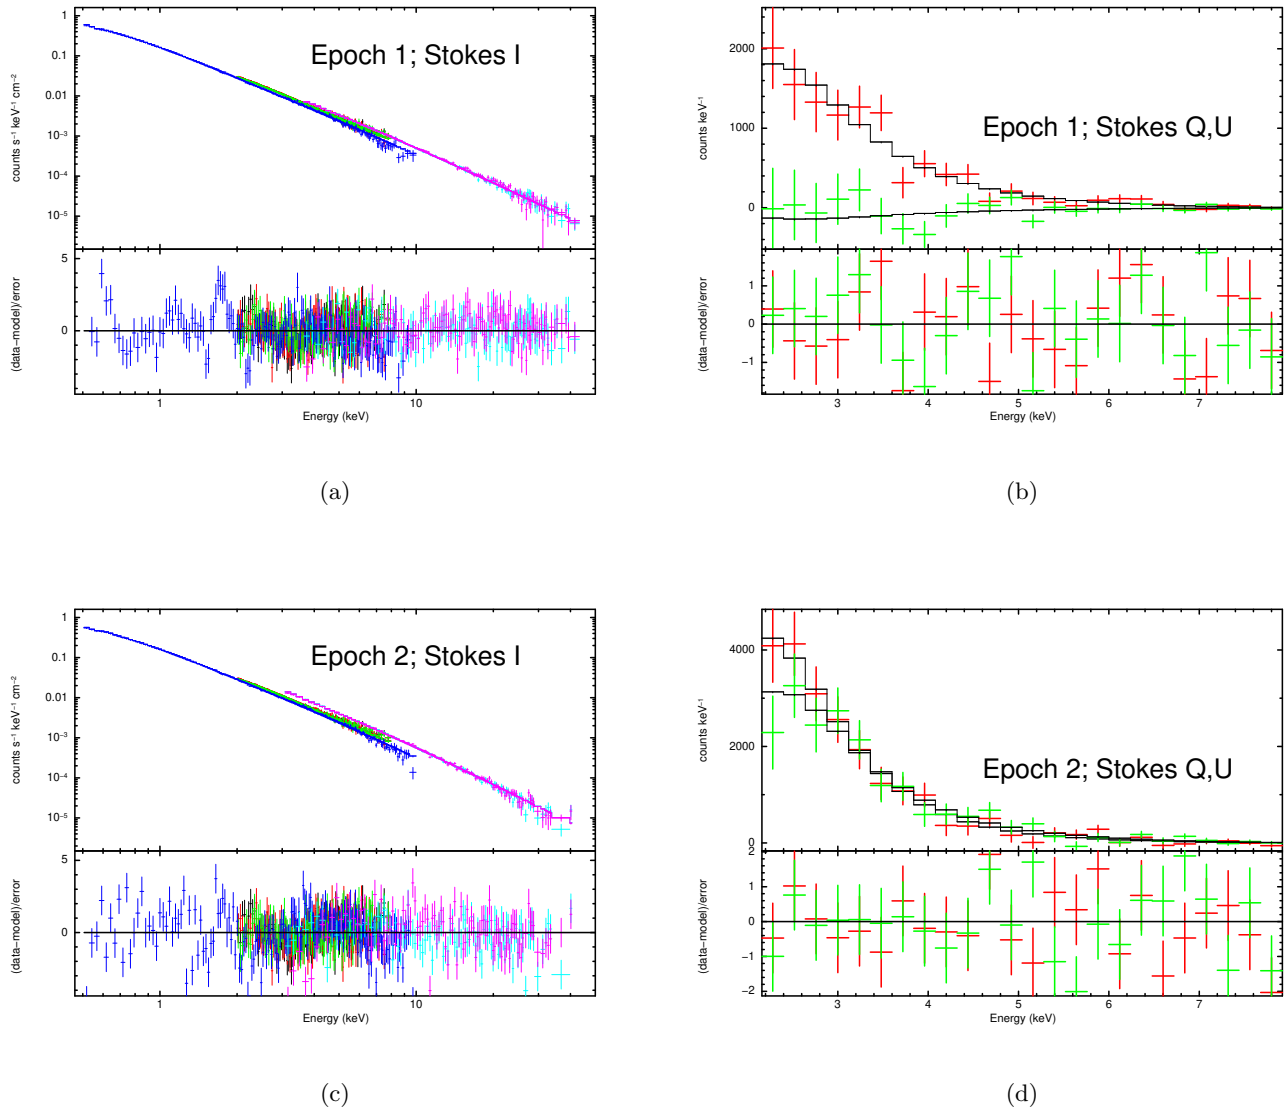 Epoch 1; Stokes I
counts s⁻¹ keV⁻¹ cm⁻²
1
0.1
0.01
10⁻³
10⁻⁴
10⁻⁵
(data−model)/error
5
0
1
10
Energy (keV)
(a)
Epoch 1; Stokes Q,U
counts keV⁻¹
2000
1000
0
(data−model)/error
1
0
−1
3 4 5 6 7
Energy (keV)
(b)
Epoch 2; Stokes I
counts s⁻¹ keV⁻¹ cm⁻²
1
0.1
0.01
10⁻³
10⁻⁴
10⁻⁵
(data−model)/error
5
0
1
10
Energy (keV)
(c)
Epoch 2; Stokes Q,U
counts keV⁻¹
4000
2000
0
(data−model)/error
2
1
0
−1
−2
3 4 5 6 7
Energy (keV)
(d)